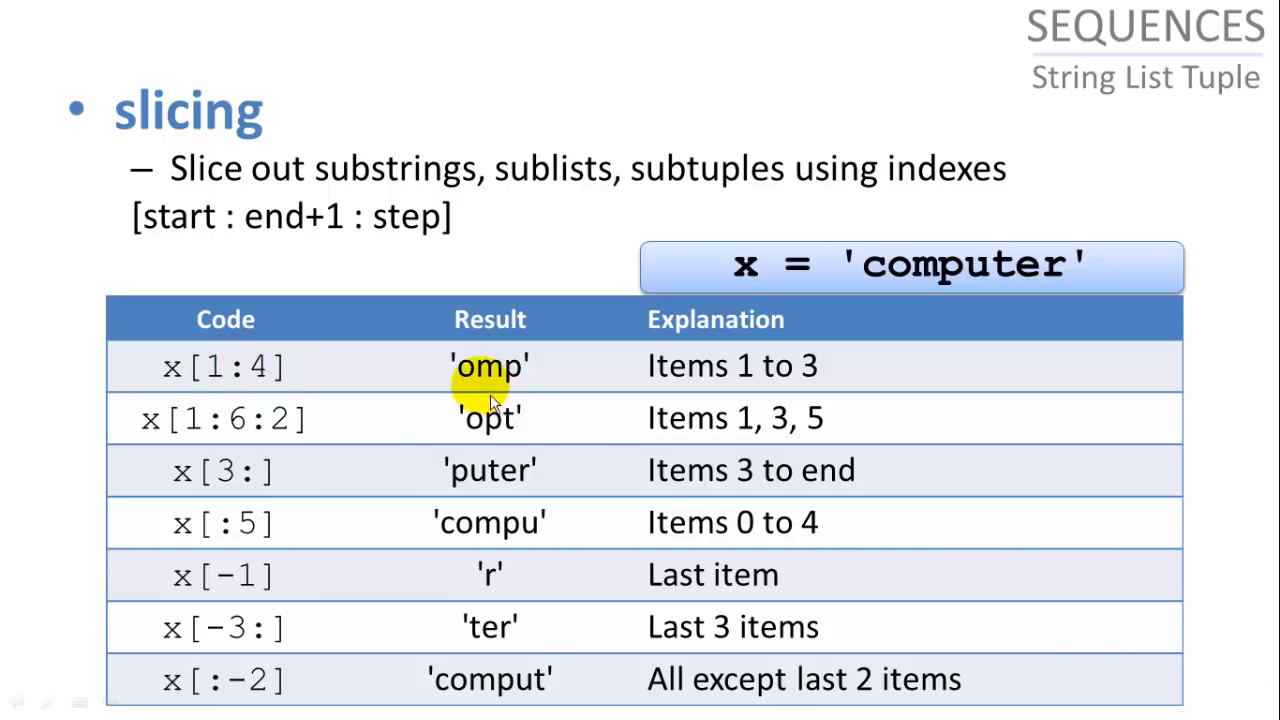 SEQUENCES
String List Tuple
• slicing
– Slice out substrings, sublists, subtuples using indexes
[start : end+1 : step]
x = 'computer'
Code Result Explanation
x[1:4] 'omp' Items 1 to 3
x[1:6:2] 'opt' Items 1, 3, 5
x[3:] 'puter' Items 3 to end
x[:5] 'compu' Items 0 to 4
x[-1] 'r' Last item
x[-3:] 'ter' Last 3 items
x[:-2] 'comput' All except last 2 items